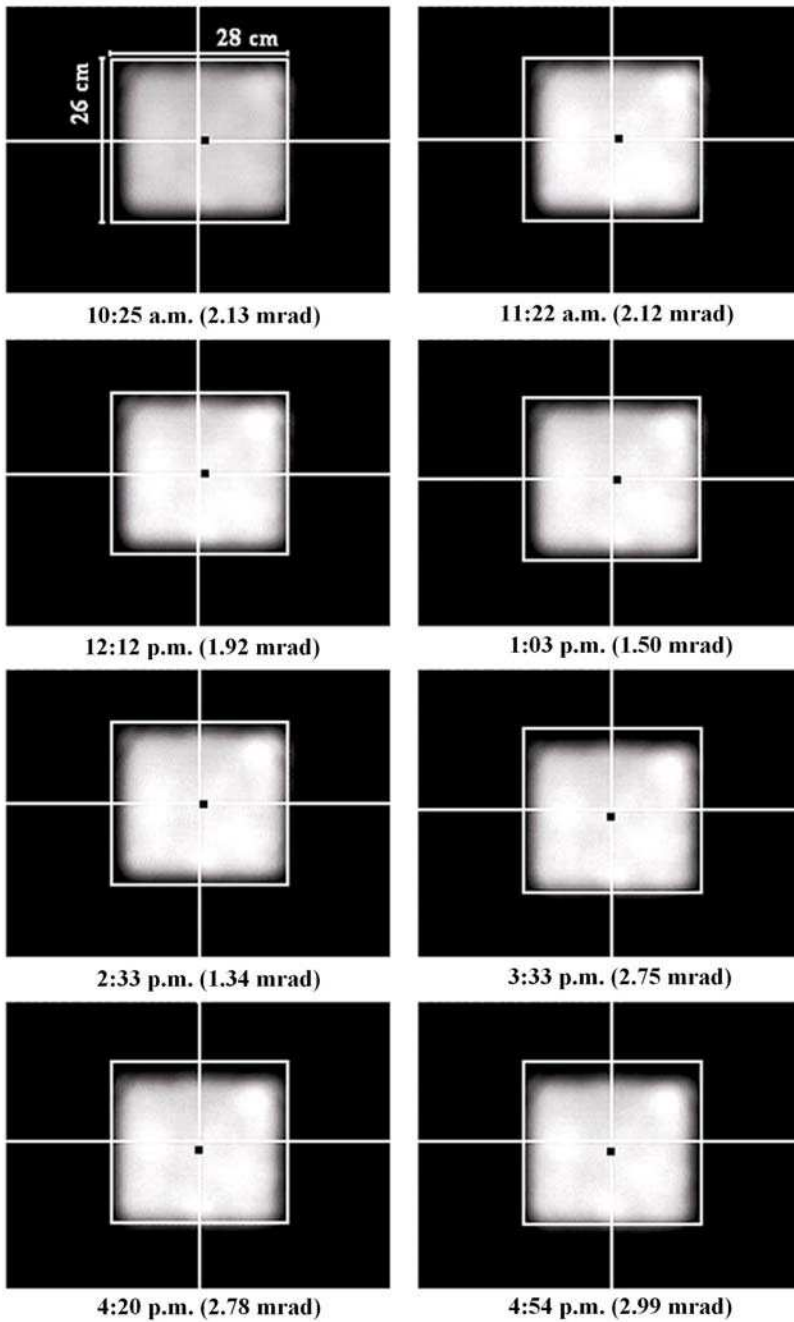 28 cm
26 cm
10:25 a.m. (2.13 mrad)
11:22 a.m. (2.12 mrad)
12:12 p.m. (1.92 mrad)
1:03 p.m. (1.50 mrad)
2:33 p.m. (1.34 mrad)
3:33 p.m. (2.75 mrad)
4:20 p.m. (2.78 mrad)
4:54 p.m. (2.99 mrad)